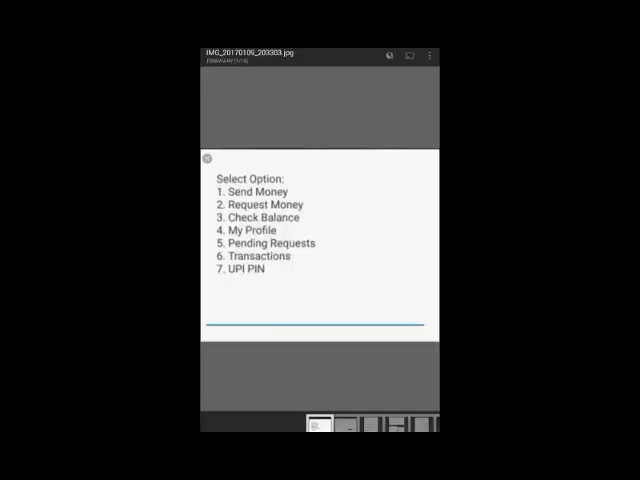 IMG_20170109_203303.jpg
Select Option:
1. Send Money
2. Request Money
3. Check Balance
4. My Profile
5. Pending Requests
6. Transactions
7. UPI PIN